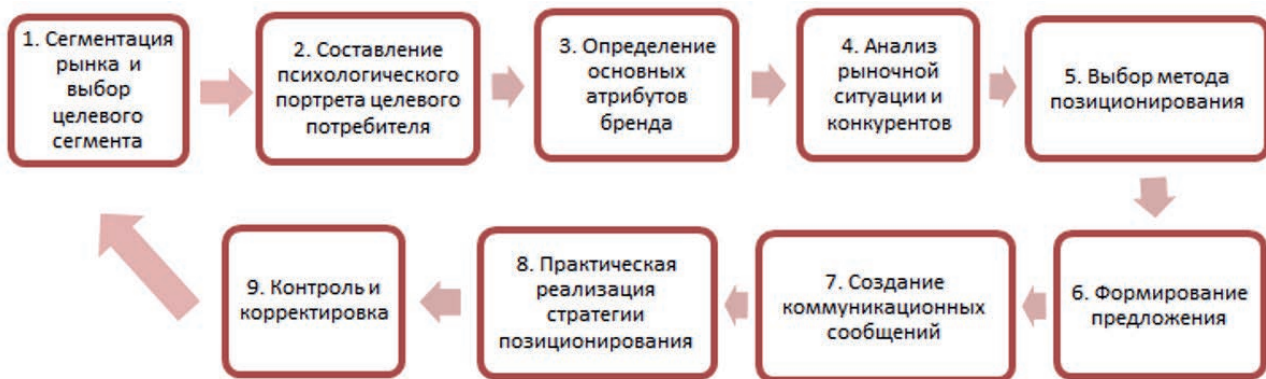 1. Сегментация
рынка и
выбор
целевого
сегмента
2. Составление
психологического
портрета целевого
потребителя
3. Определение
основных
атрибутов
бренда
4. Анализ
рыночной
ситуации и
конкурентов
5. Выбор метода
позиционирования
6. Формирование
предложения
7. Создание
коммуникационных
сообщений
8. Практическая
реализация
стратегии
позиционирования
9. Контроль и
корректировка